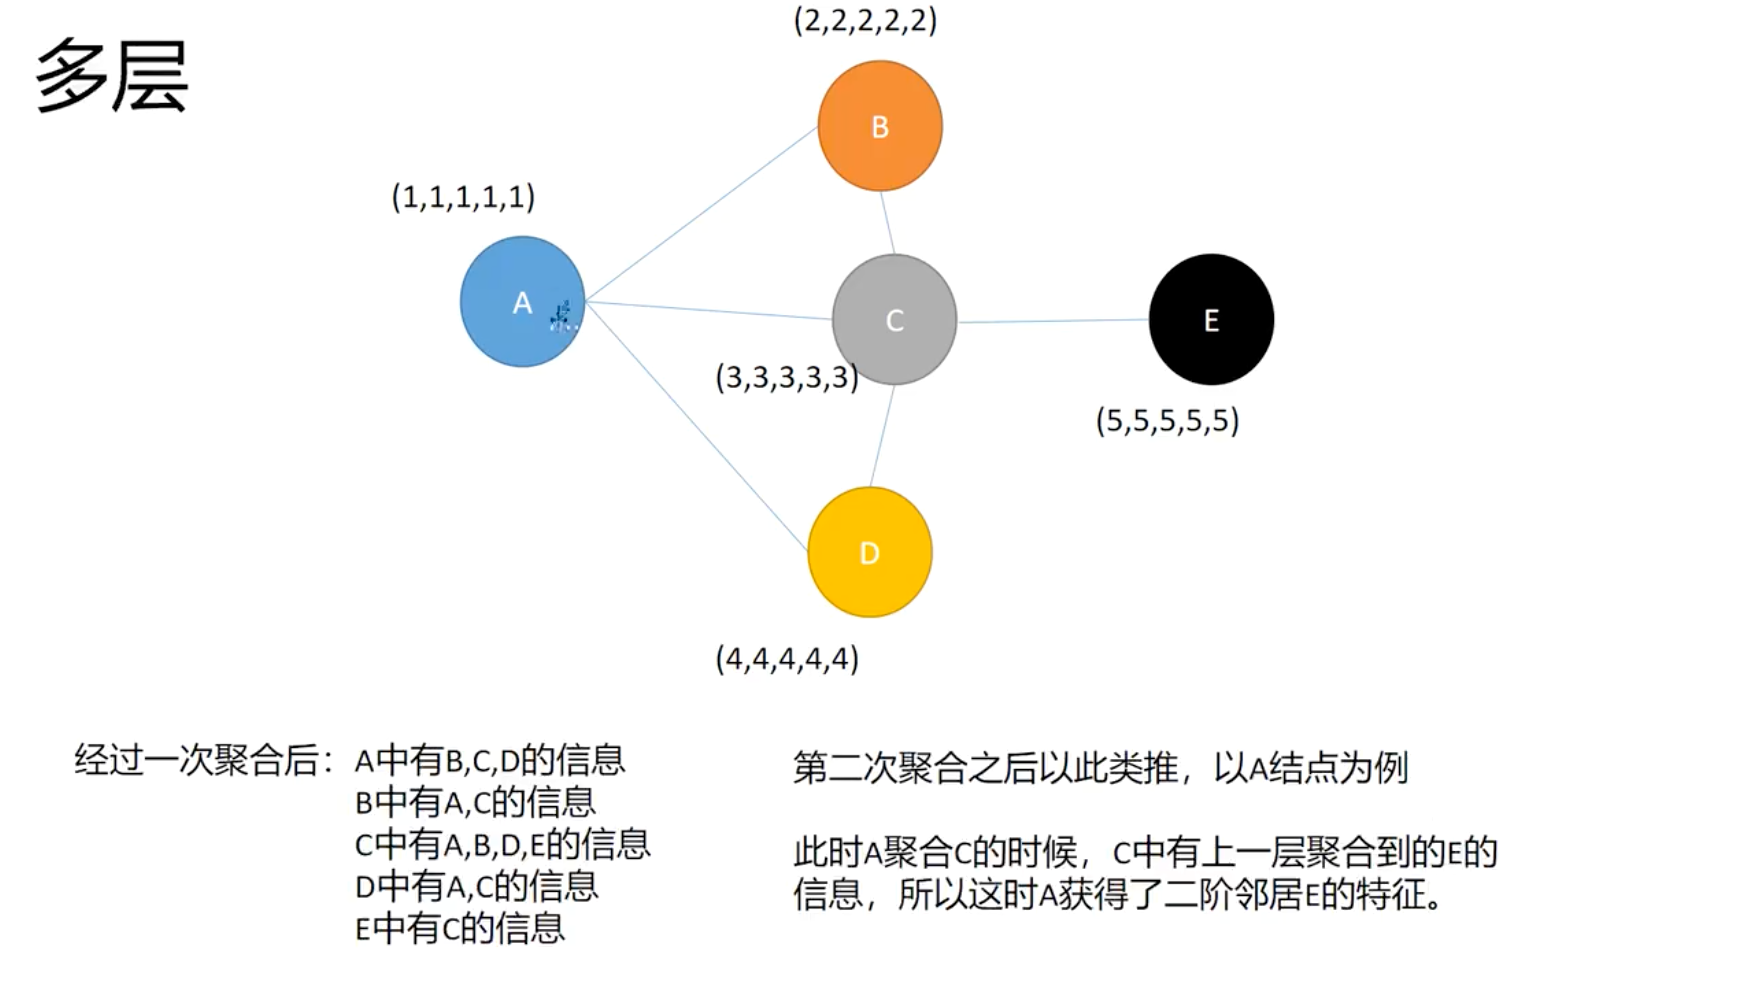 多层
(2,2,2,2,2)
B
(1,1,1,1,1)
A
C
E
(3,3,3,3,3)
(5,5,5,5,5)
D
(4,4,4,4,4)
经过一次聚合后：A中有B,C,D的信息
B中有A,C的信息
C中有A,B,D,E的信息
D中有A,C的信息
E中有C的信息
第二次聚合之后以此类推，以A结点为例
此时A聚合C的时候，C中有上一层聚合到的E的
信息，所以这时A获得了二阶邻居E的特征。